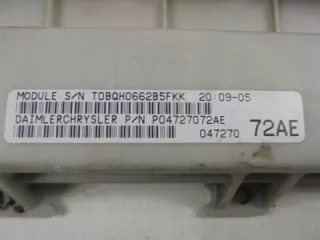 MODULE S/N T0BQH0662B5FKK 20:09-05
DAIMLERCHRYSLER P/N P04727072AE
047270 72AE